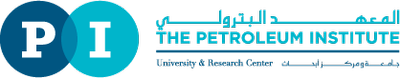 PI
المعهد البترولي
THE PETROLEUM INSTITUTE
University & Research Center جامعة ومركز أبحاث